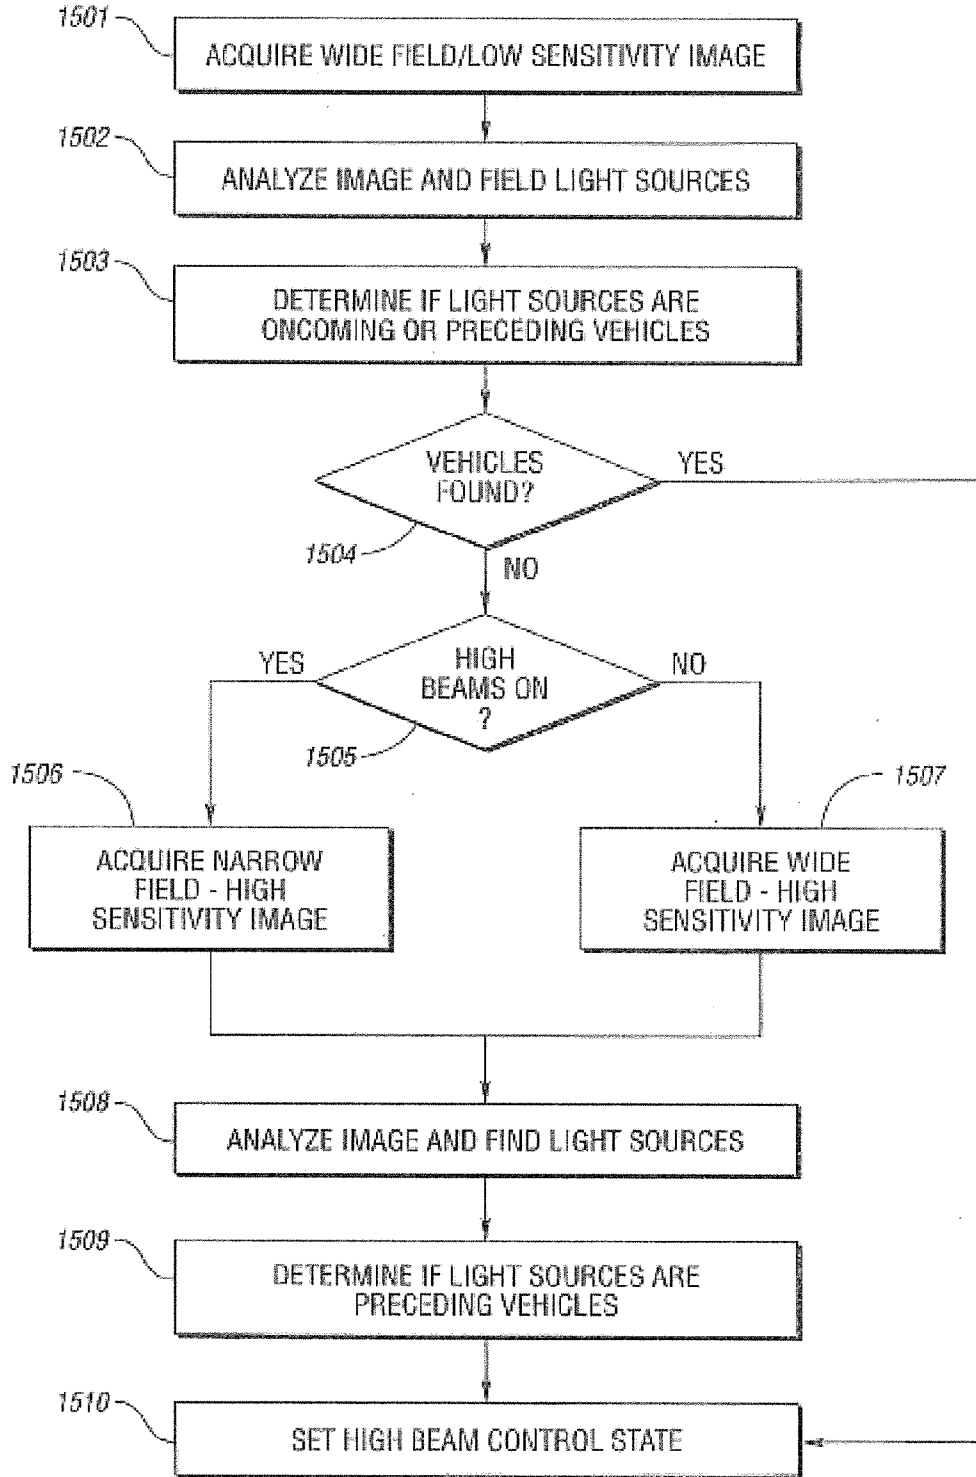 1501
ACQUIRE WIDE FIELD/LOW SENSITIVITY IMAGE
1502
ANALYZE IMAGE AND FIELD LIGHT SOURCES
1503
DETERMINE IF LIGHT SOURCES ARE
ONCOMING OR PRECEDING VEHICLES
VEHICLES
FOUND?
YES
1504
NO
YES
HIGH
BEAMS ON
?
NO
1505
1506
1507
ACQUIRE NARROW
FIELD - HIGH
SENSITIVITY IMAGE
ACQUIRE WIDE
FIELD - HIGH
SENSITIVITY IMAGE
1508
ANALYZE IMAGE AND FIND LIGHT SOURCES
1509
DETERMINE IF LIGHT SOURCES ARE
PRECEDING VEHICLES
1510
SET HIGH BEAM CONTROL STATE